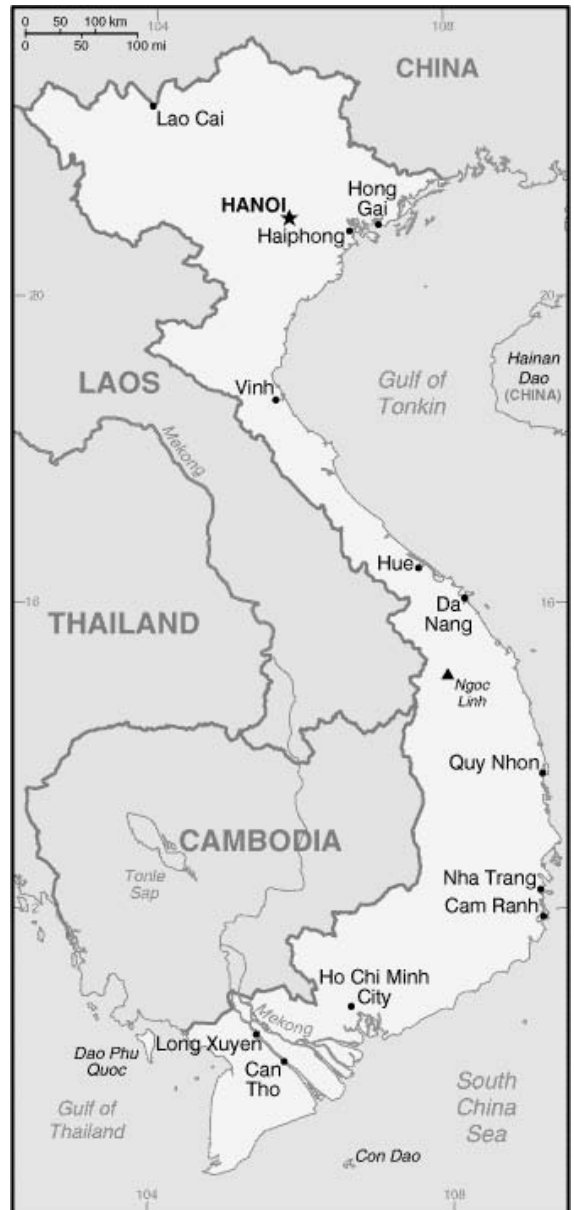 104
108
0 50 100 km
0 50 100 mi
CHINA
Lao Cai
Hong
Gai
HANOI
Haiphong
20
20
Hainan
Dao
(CHINA)
LAOS
Gulf of
Tonkin
Vinh
Mekong
Hue
16
16
THAILAND
Da
Nang
Ngoc
Linh
Quy Nhon
CAMBODIA
Tonle
Sap
Nha Trang
12
12
Cam Ranh
Ho Chi Minh
City
Mekong
Long Xuyen
Dao Phu
Quoc
Can
Tho
Gulf of
Thailand
South
China
Sea
Con Dao
104
108